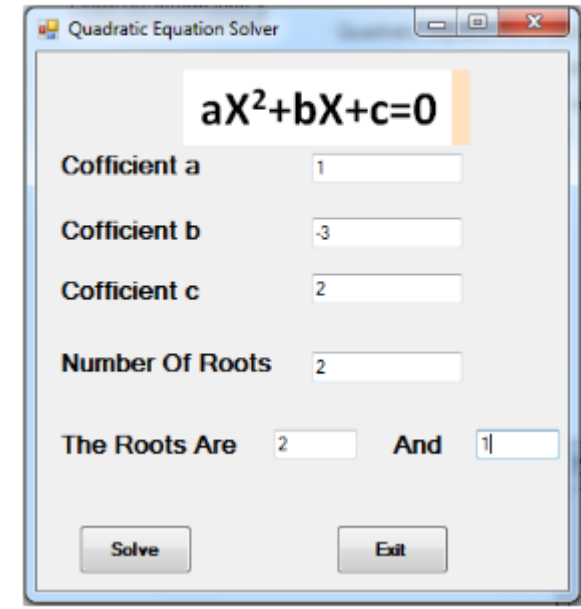 Quadratic Equation Solver
aX²+bX+c=0
Cofficient a 1
Cofficient b -3
Cofficient c 2
Number Of Roots 2
The Roots Are 2 And 1
Solve Exit